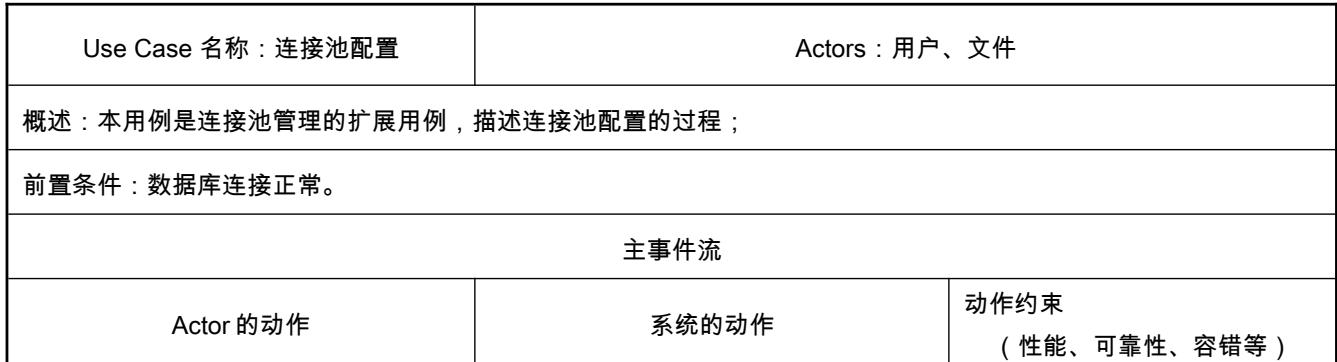 Use Case 名称：连接池配置
Actors：用户、文件
概述：本用例是连接池管理的扩展用例，描述连接池配置的过程；
前置条件：数据库连接正常。
主事件流
Actor 的动作
系统的动作
动作约束
（性能、可靠性、容错等）